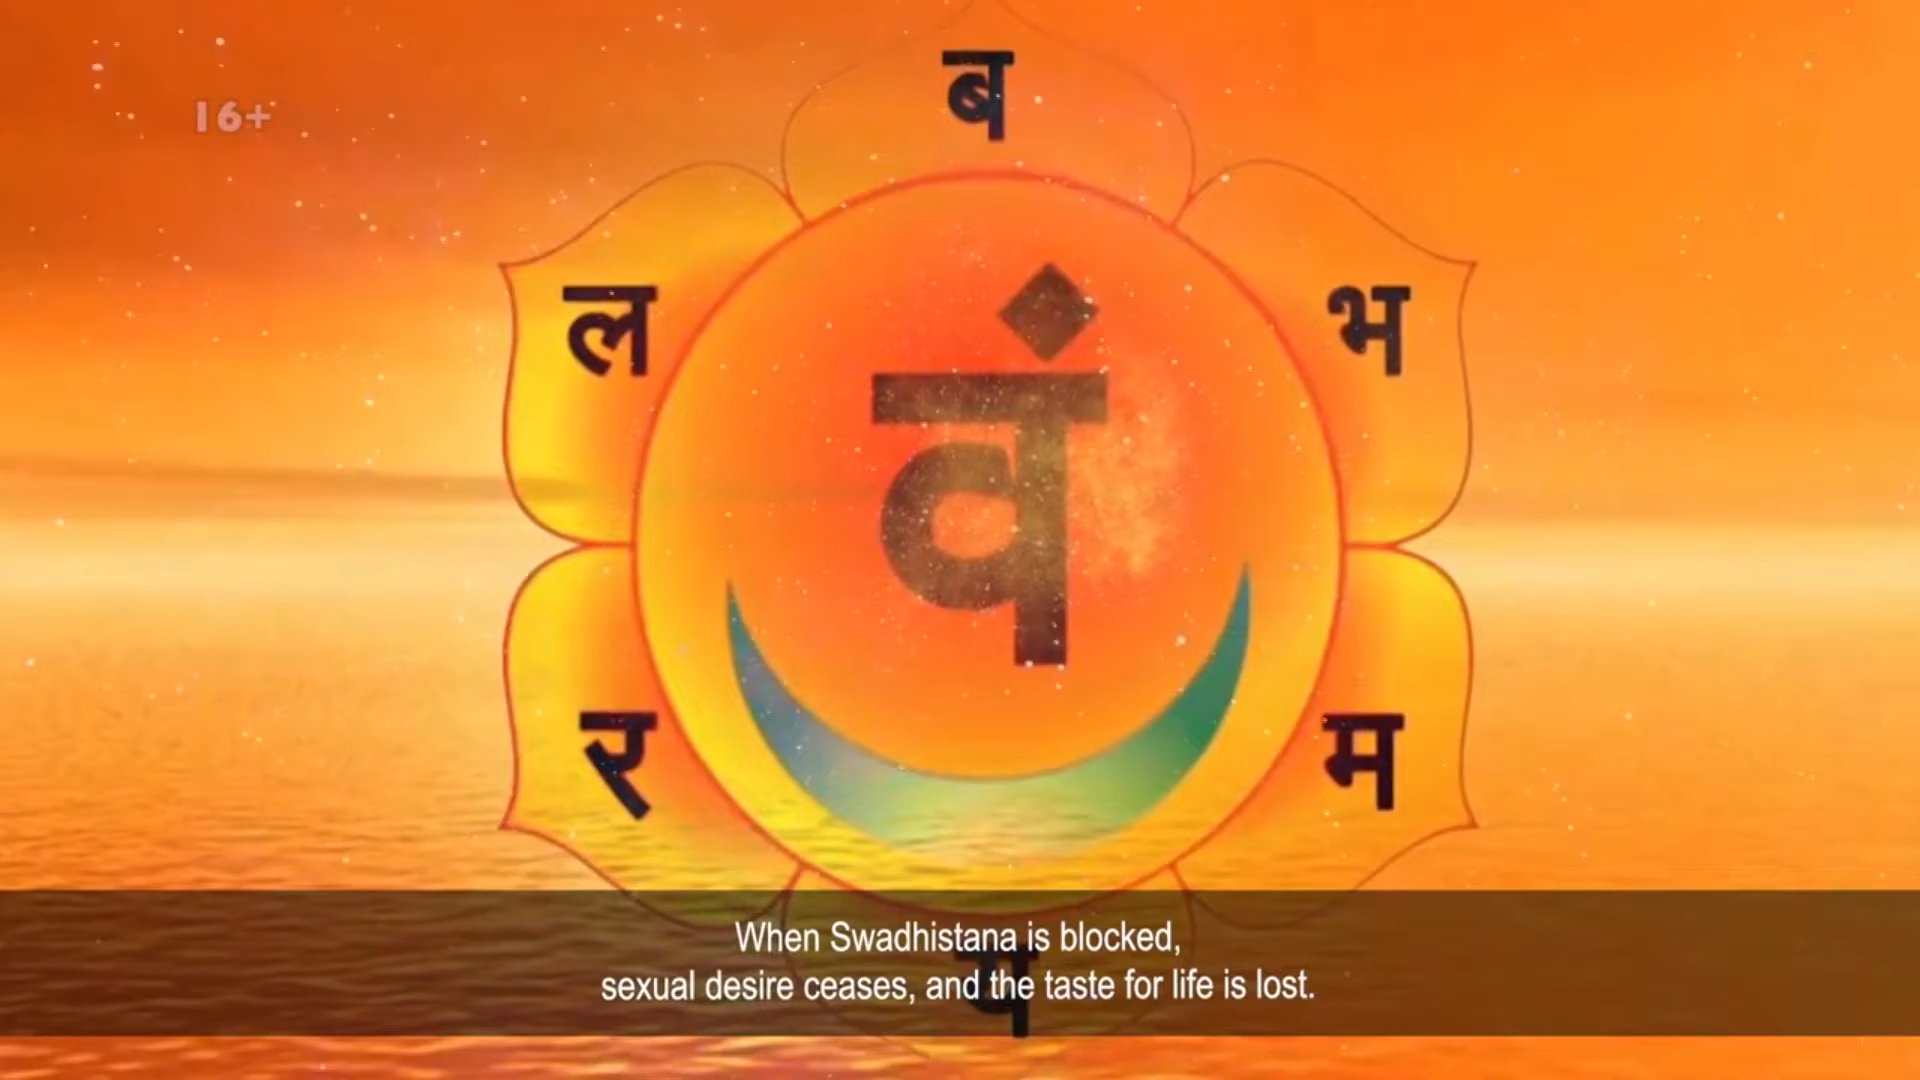 16+
ब
ल
भ
वं
र
म
When Swadhistana is blocked,
य
sexual desire ceases, and the taste for life is lost.